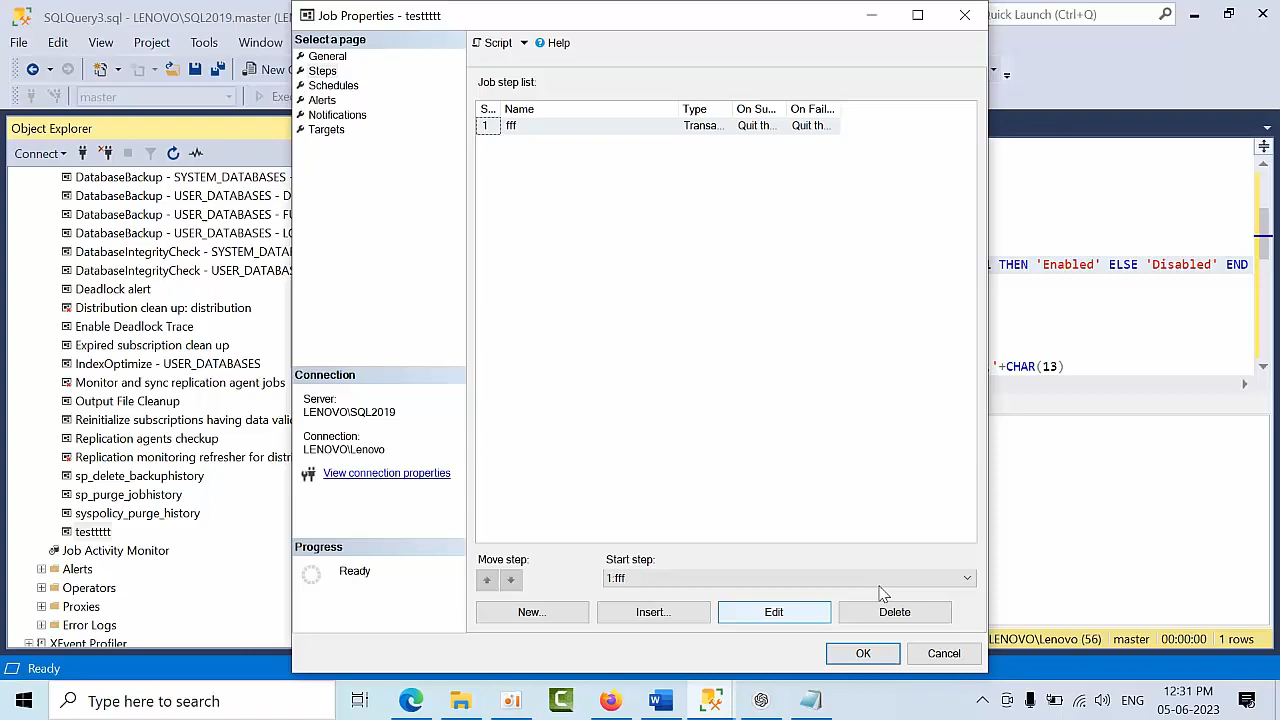 SQLQuery3.sql - LENOVO\SQL2019.master (
Quick Launch (Ctrl+Q)
File Edit View Project Tools Window
New
master
Exe
Object Explorer
Connect
DatabaseBackup - SYSTEM_DATABASES -
DatabaseBackup - USER_DATABASES - D
DatabaseBackup - USER_DATABASES - FU
DatabaseBackup - USER_DATABASES - LO
DatabaseIntegrityCheck - SYSTEM_DATA
DatabaseIntegrityCheck - USER_DATABAS
Deadlock alert
Distribution clean up: distribution
Enable Deadlock Trace
Expired subscription clean up
IndexOptimize - USER_DATABASES
Monitor and sync replication agent jobs
Output File Cleanup
Reinitialize subscriptions having data valid
Replication agents checkup
Replication monitoring refresher for distr
sp_delete_backuphistory
sp_purge_jobhistory
syspolicy_purge_history
testtttt
Job Activity Monitor
Alerts
Operators
Proxies
Error Logs
XEvent Profiler
Job Properties - testtttt
Select a page
General
Steps
Schedules
Alerts
Notifications
Targets
Connection
Server:
LENOVO\SQL2019
Connection:
LENOVO\Lenovo
View connection properties
Progress
Ready
Script Help
Job step list:
S... Name Type On Su... On Fail...
1 fff Transa... Quit th... Quit th...
Move step:
Start step:
1:fff
New... Insert... Edit Delete
OK Cancel
THEN 'Enabled' ELSE 'Disabled' END
'+CHAR(13)
LENOVO\Lenovo (56) master 00:00:00 1 rows
Ready
Type here to search
ENG
12:31 PM
05-06-2023